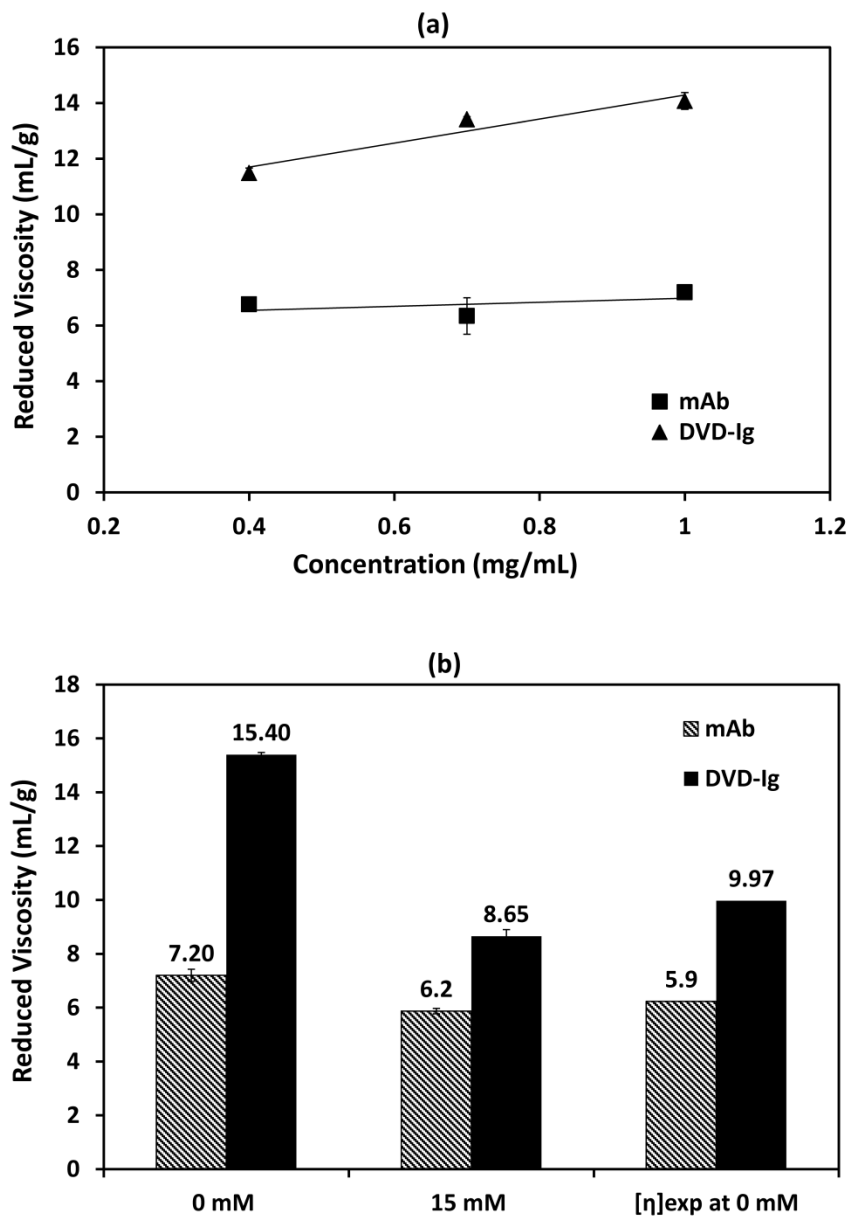 (a)
Reduced Viscosity (mL/g)
16
14
12
10
8
6
4
2
0
mAb
DVD-Ig
0.2 0.4 0.6 0.8 1 1.2
Concentration (mg/mL)
(b)
Reduced Viscosity (mL/g)
18
16
14
12
10
8
6
4
2
0
mAb
DVD-Ig
7.20
15.40
6.2
8.65
5.9
9.97
0 mM 15 mM [η]exp at 0 mM